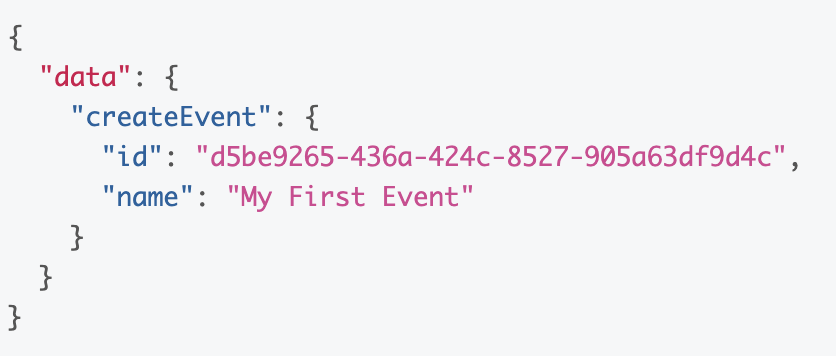 {
  "data": {
    "createEvent": {
      "id": "d5be9265-436a-424c-8527-905a63df9d4c",
      "name": "My First Event"
    }
  }
}